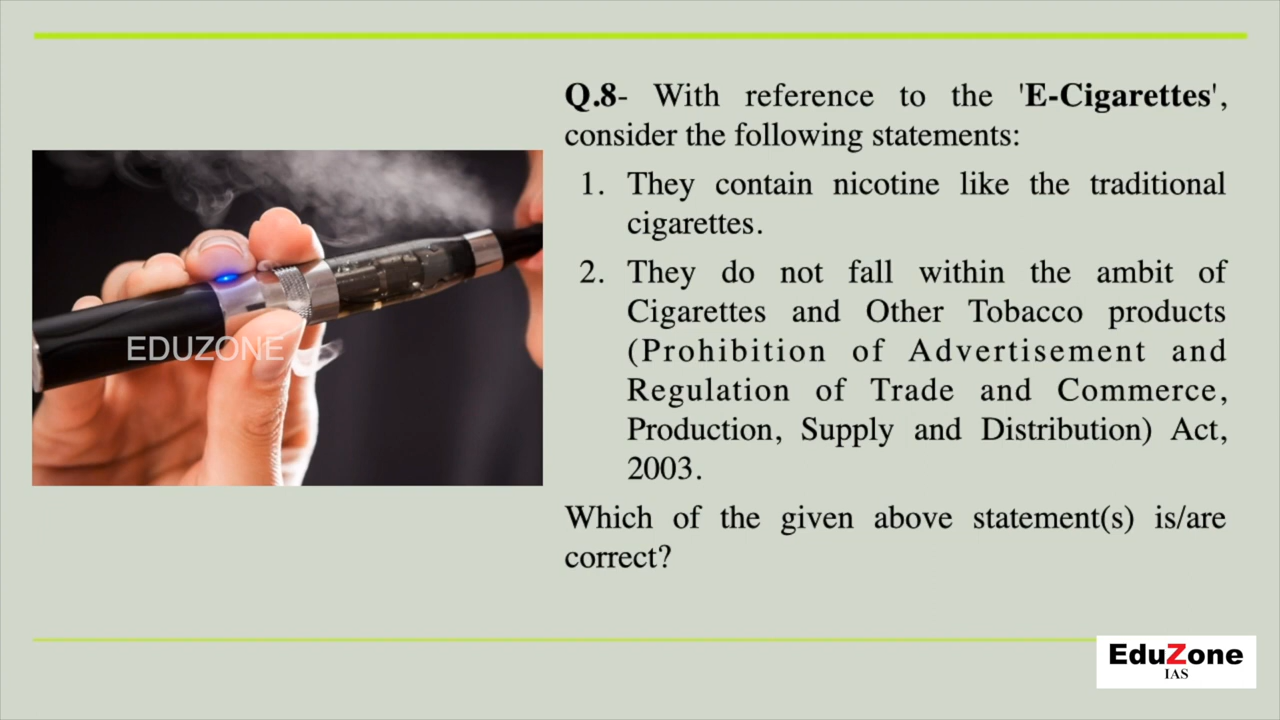 Q.8- With reference to the 'E-Cigarettes',
consider the following statements:
1. They contain nicotine like the traditional
cigarettes.
2. They do not fall within the ambit of
Cigarettes and Other Tobacco products
(Prohibition of Advertisement and
Regulation of Trade and Commerce,
Production, Supply and Distribution) Act,
2003.
Which of the given above statement(s) is/are
correct?
EDUZONE
EduZone
IAS